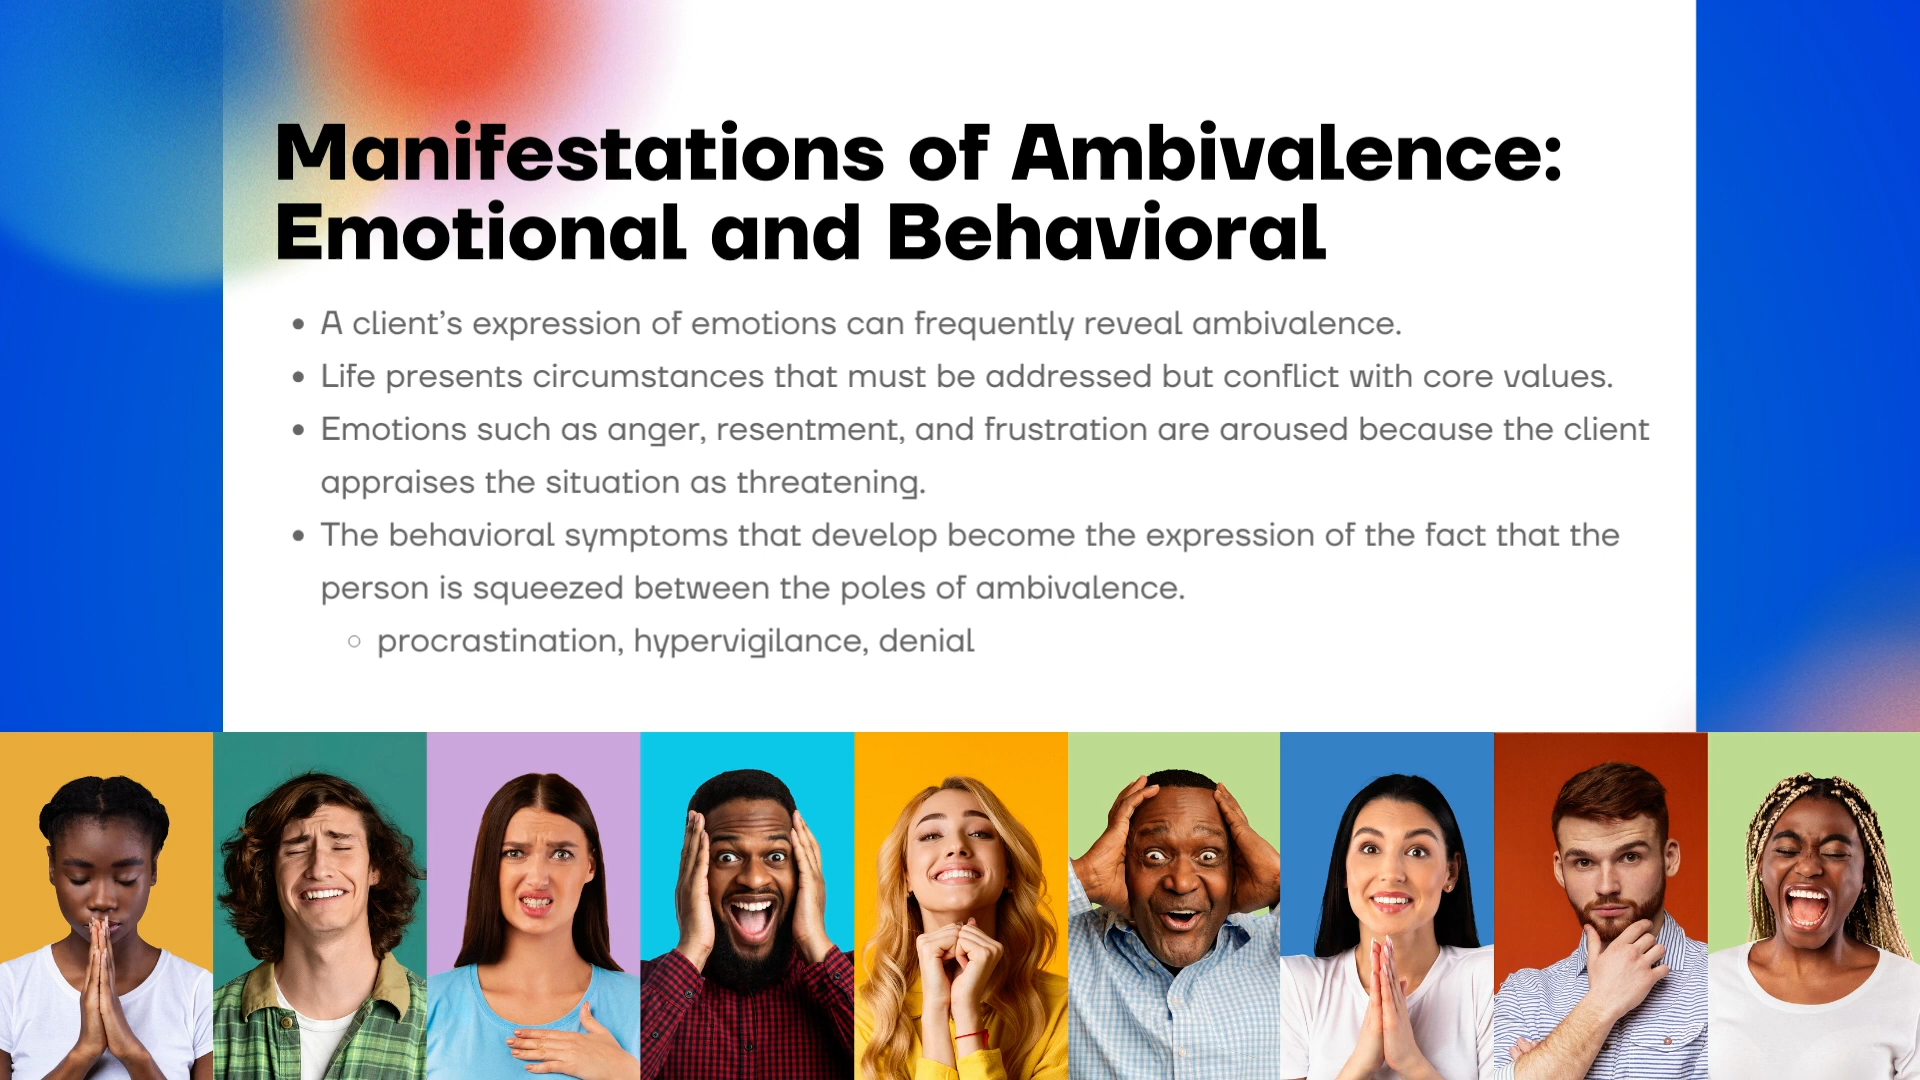 Manifestations of Ambivalence:
Emotional and Behavioral
• A client’s expression of emotions can frequently reveal ambivalence.
• Life presents circumstances that must be addressed but conflict with core values.
• Emotions such as anger, resentment, and frustration are aroused because the client
appraises the situation as threatening.
• The behavioral symptoms that develop become the expression of the fact that the
person is squeezed between the poles of ambivalence.
○ procrastination, hypervigilance, denial